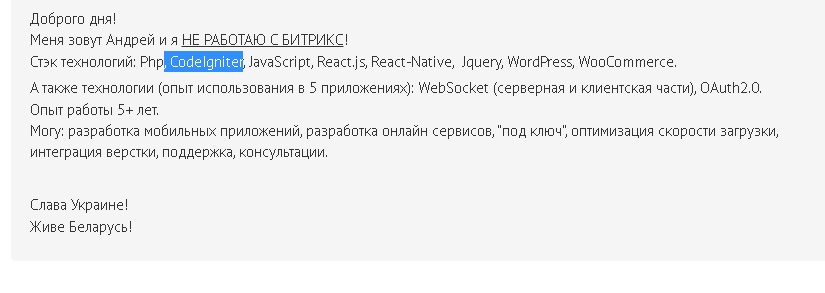 Доброго дня!
Меня зовут Андрей и я НЕ РАБОТАЮ С БИТРИКС!
Стэк технологий: Php, CodeIgniter, JavaScript, React.js, React-Native, Jquery, WordPress, WooCommerce.
А также технологии (опыт использования в 5 приложениях): WebSocket (серверная и клиентская части), OAuth2.0.
Опыт работы 5+ лет.
Могу: разработка мобильных приложений, разработка онлайн сервисов, "под ключ", оптимизация скорости загрузки,
интеграция верстки, поддержка, консультации.
Слава Украине!
Живе Беларусь!